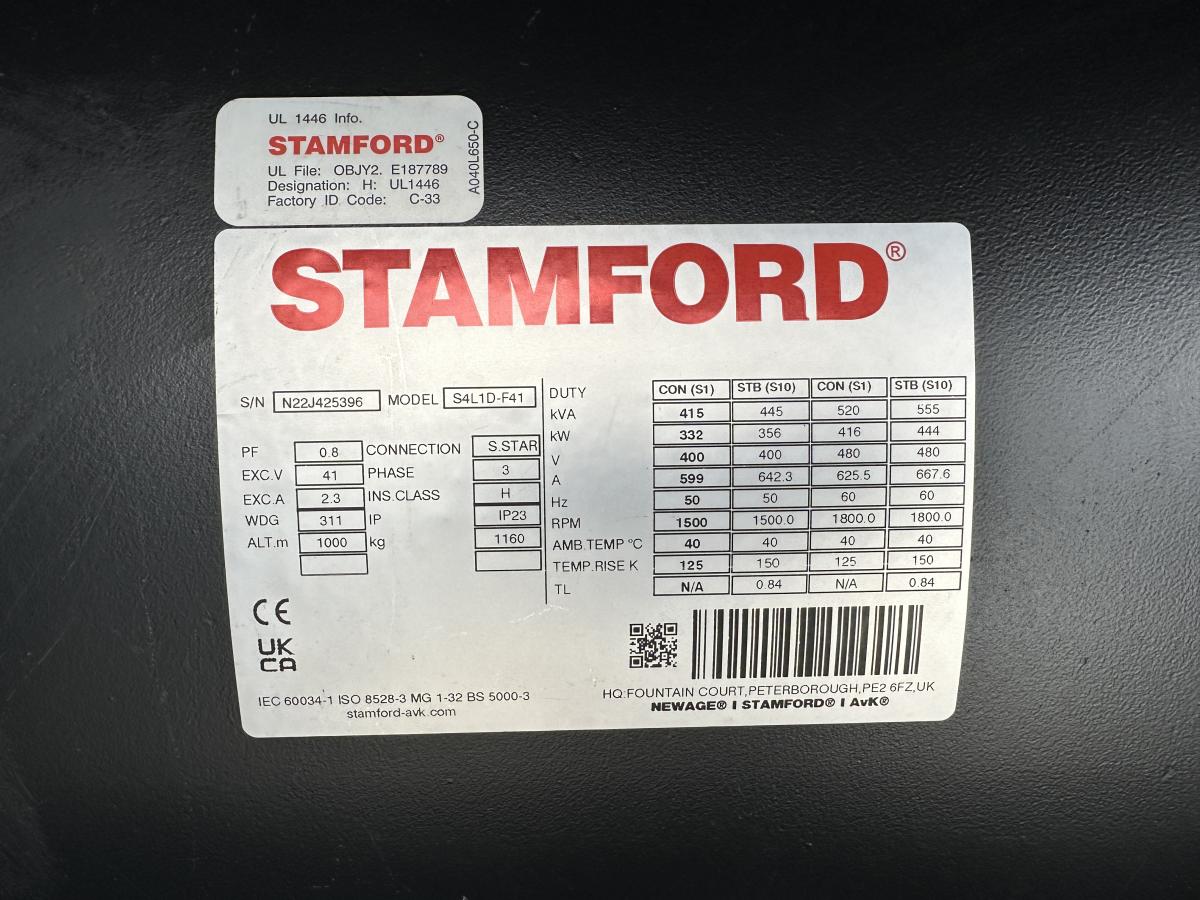 UL 1446 Info.
STAMFORD®
UL File: OBJY2. E187789
Designation: H: UL1446
Factory ID Code: C-33
A040L650-C
STAMFORD®
S/N N22J425396 MODEL S4L1D-F41
PF 0.8 CONNECTION S.STAR
EXC.V 41 PHASE 3
EXC.A 2.3 INS.CLASS H
WDG 311 IP IP23
ALT.m 1000 kg 1160
DUTY CON (S1) STB (S10) CON (S1) STB (S10)
kVA 415 445 520 555
kW 332 356 416 444
V 400 400 480 480
A 599 642.3 625.5 667.6
Hz 50 50 60 60
RPM 1500 1500.0 1800.0 1800.0
AMB.TEMP °C 40 40 40 40
TEMP.RISE K 125 150 125 150
TL N/A 0.84 N/A 0.84
CE
UK
CA
IEC 60034-1 ISO 8528-3 MG 1-32 BS 5000-3
stamford-avk.com
HQ:FOUNTAIN COURT,PETERBOROUGH,PE2 6FZ,UK
NEWAGE® I STAMFORD® I AvK®